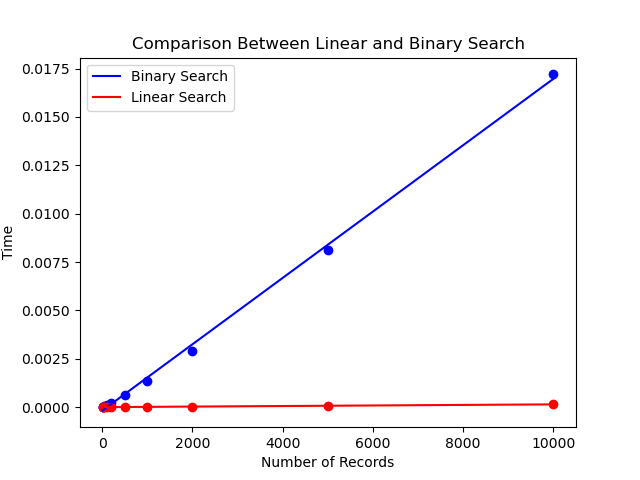 Comparison Between Linear and Binary Search
Binary Search
Linear Search
0.0175
0.0150
0.0125
0.0100
0.0075
0.0050
0.0025
0.0000
Time
0 2000 4000 6000 8000 10000
Number of Records